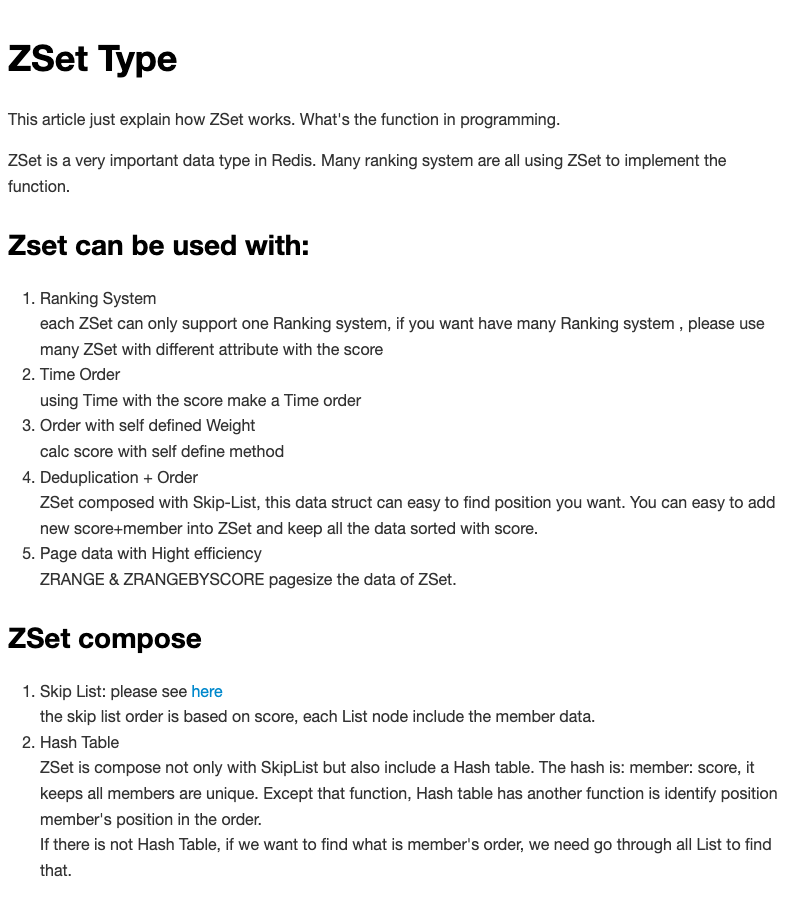 ZSet Type
This article just explain how ZSet works. What's the function in programming.
ZSet is a very important data type in Redis. Many ranking system are all using ZSet to implement the
function.
Zset can be used with:
1. Ranking System
each ZSet can only support one Ranking system, if you want have many Ranking system , please use
many ZSet with different attribute with the score
2. Time Order
using Time with the score make a Time order
3. Order with self defined Weight
calc score with self define method
4. Deduplication + Order
ZSet composed with Skip-List, this data struct can easy to find position you want. You can easy to add
new score+member into ZSet and keep all the data sorted with score.
5. Page data with Hight efficiency
ZRANGE & ZRANGEBYSCORE pagesize the data of ZSet.
ZSet compose
1. Skip List: please see here
the skip list order is based on score, each List node include the member data.
2. Hash Table
ZSet is compose not only with SkipList but also include a Hash table. The hash is: member: score, it
keeps all members are unique. Except that function, Hash table has another function is identify position
member's position in the order.
If there is not Hash Table, if we want to find what is member's order, we need go through all List to find
that.